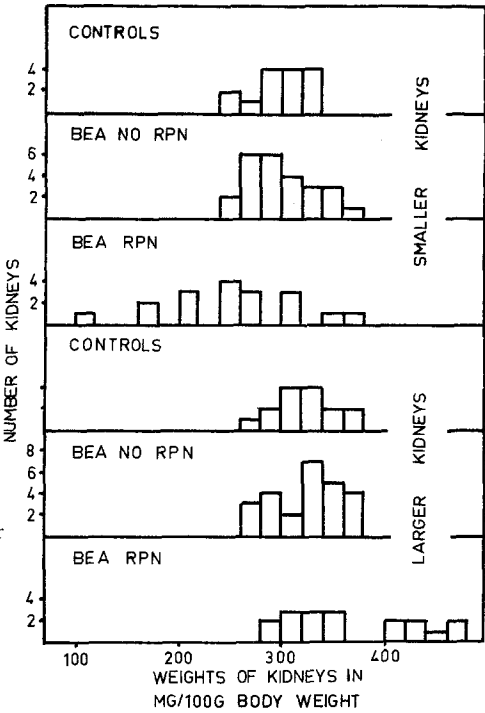 CONTROLS
4
2
BEA NO RPN
6
4
2
BEA RPN
4
2
SMALLER KIDNEYS
CONTROLS
BEA NO RPN
8
6
4
2
BEA RPN
4
2
LARGER KIDNEYS
NUMBER OF KIDNEYS
100 200 300 400
WEIGHTS OF KIDNEYS IN
MG/100G BODY WEIGHT